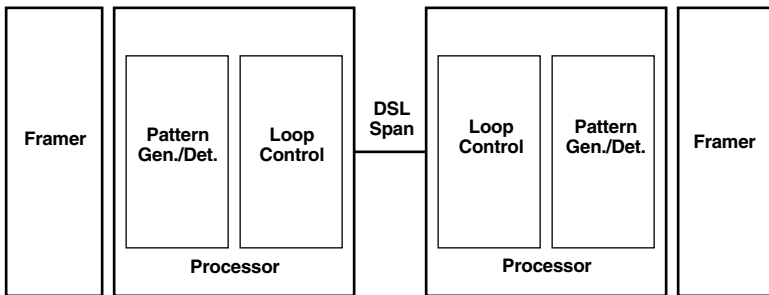 Framer
Pattern
Gen./Det.
Loop
Control
Processor
DSL
Span
Loop
Control
Pattern
Gen./Det.
Processor
Framer